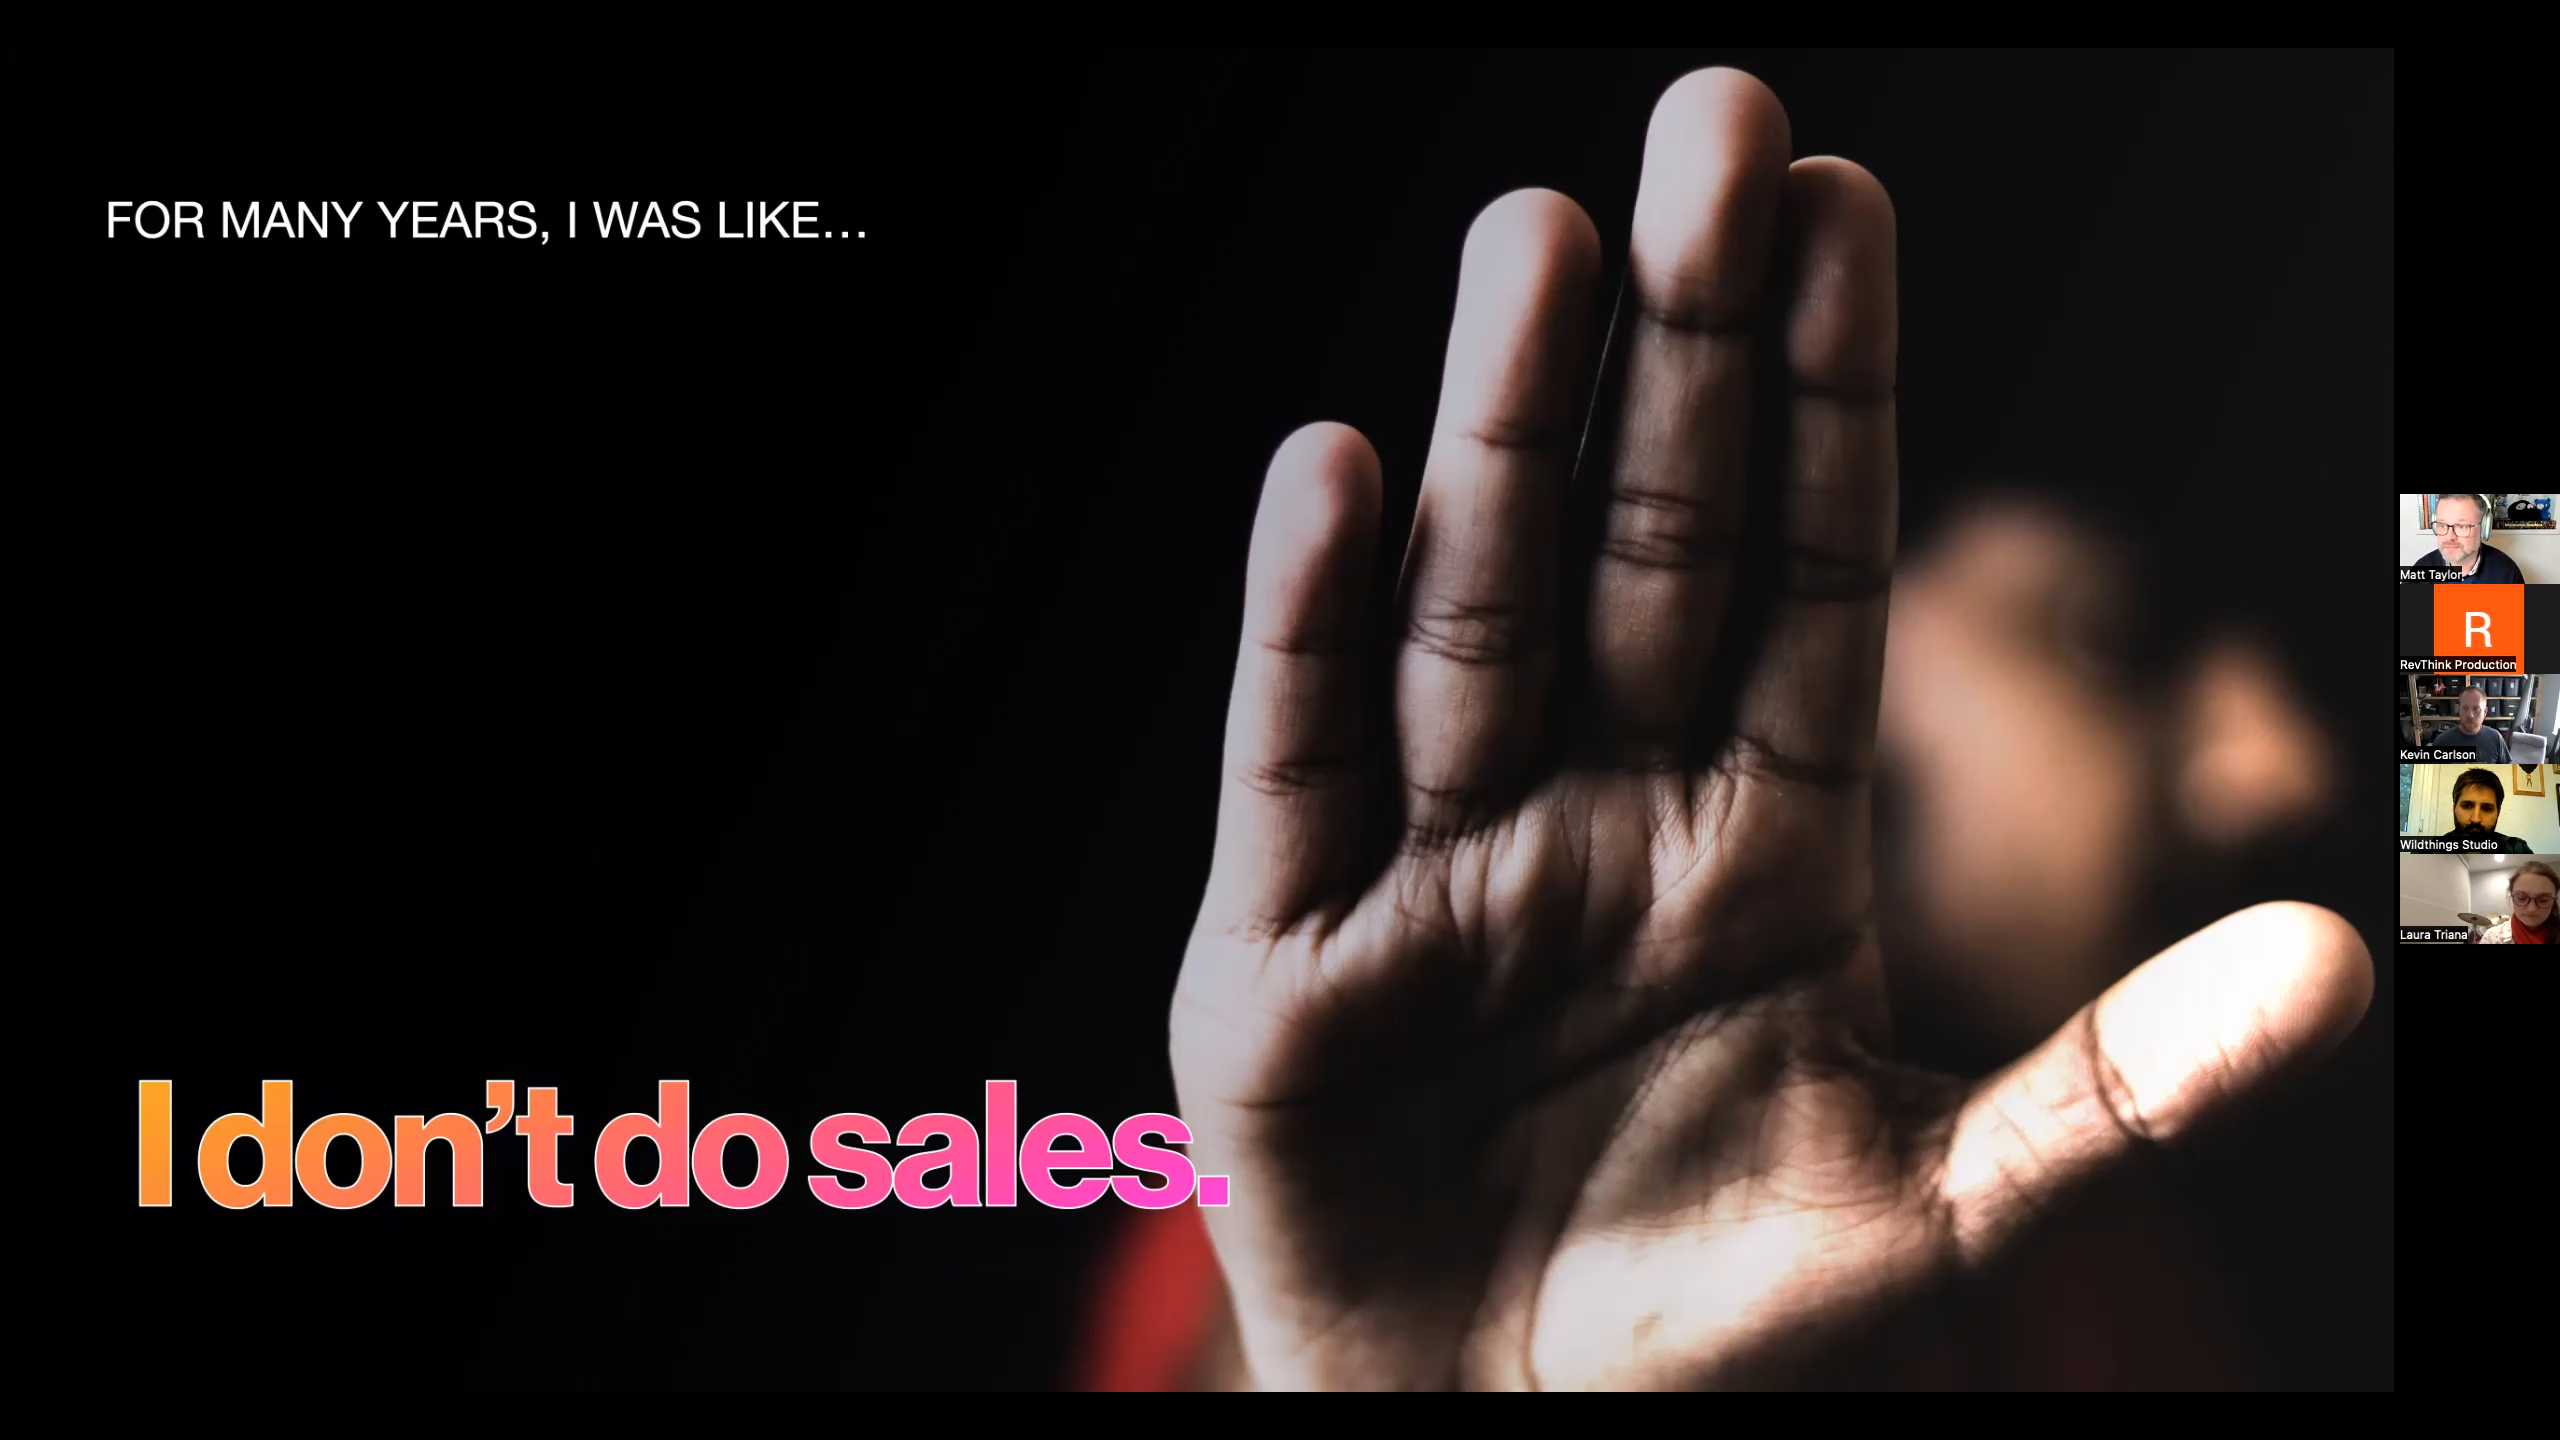 FOR MANY YEARS, I WAS LIKE…
I don’t do sales.
Matt Taylor
R
RevThink Production
Kevin Carlson
Wildthings Studio
Laura Triana